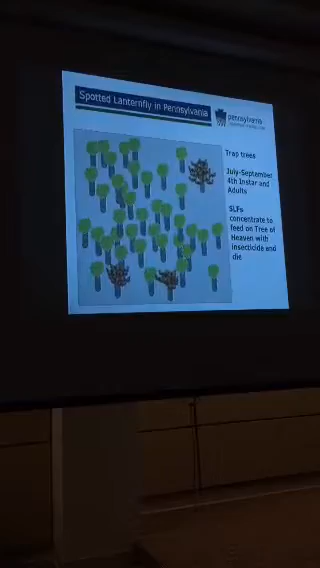 Spotted Lanternfly in Pennsylvania
pennsylvania
Trap trees
July-September
4th Instar and
Adults
SLFs
concentrate to
feed on Tree of
Heaven with
insecticide and
die